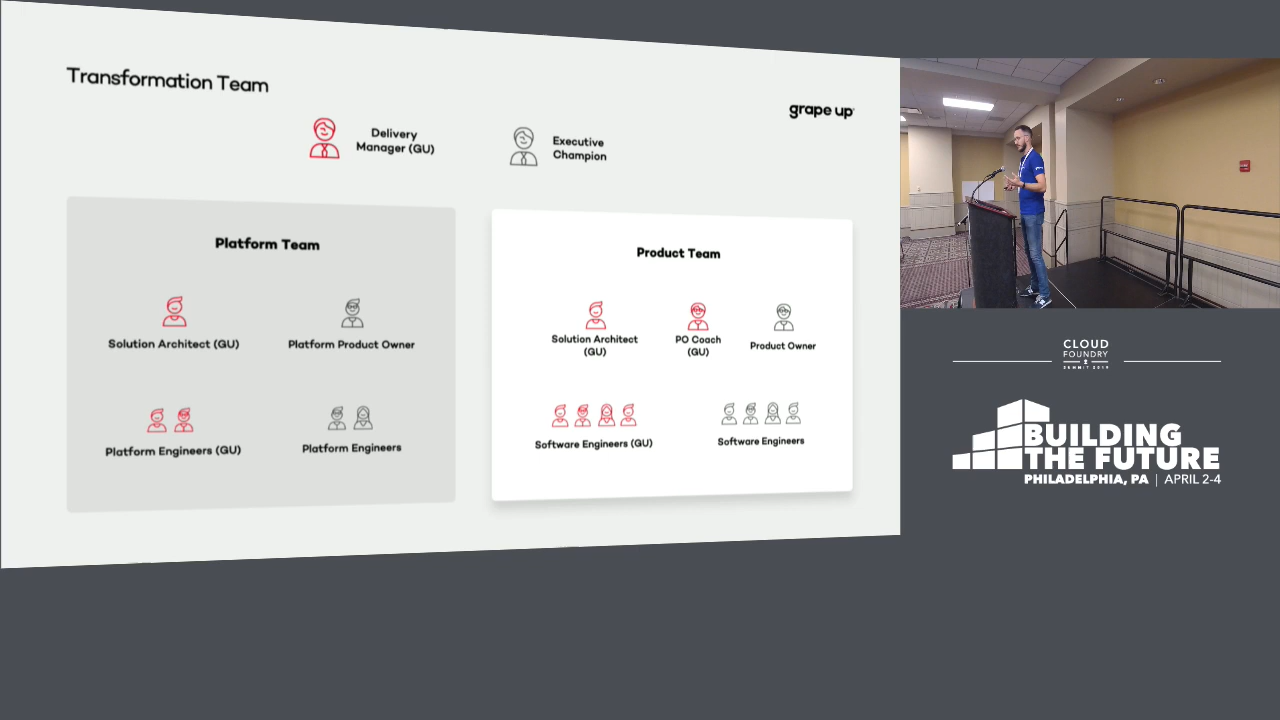 Transformation Team
grape up
Delivery
Manager (GU)
Executive
Champion
Platform Team
Solution Architect (GU)
Platform Product Owner
Platform Engineers (GU)
Platform Engineers
Product Team
Solution Architect
(GU)
PO Coach
(GU)
Product Owner
Software Engineers (GU)
Software Engineers
CLOUD
FOUNDRY
SUMMIT 2019
BUILDING
THE FUTURE
PHILADELPHIA, PA | APRIL 2-4